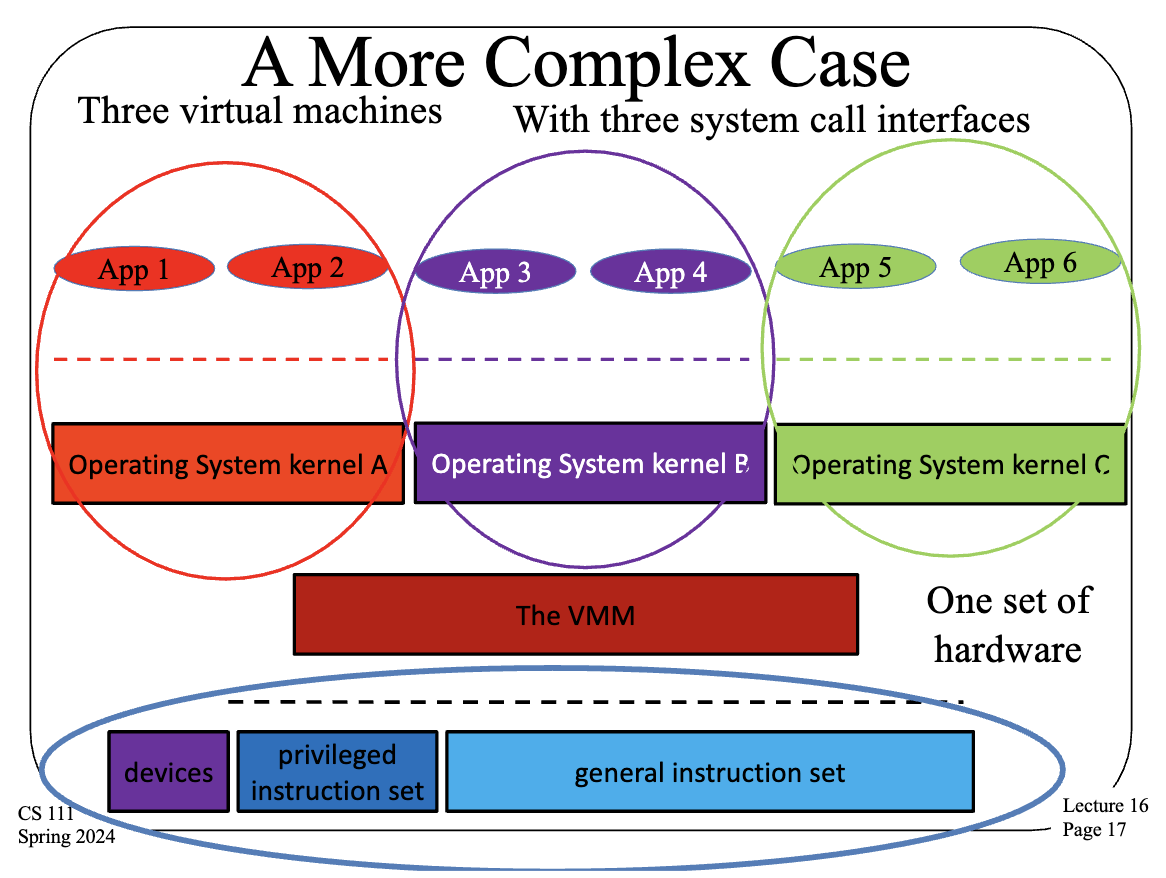 A More Complex Case
Three virtual machines
With three system call interfaces
App 1
App 2
App 3
App 4
App 5
App 6
Operating System kernel A
Operating System kernel B
Operating System kernel C
The VMM
One set of
hardware
devices
privileged
instruction set
general instruction set
CS 111
Spring 2024
Lecture 16
Page 17